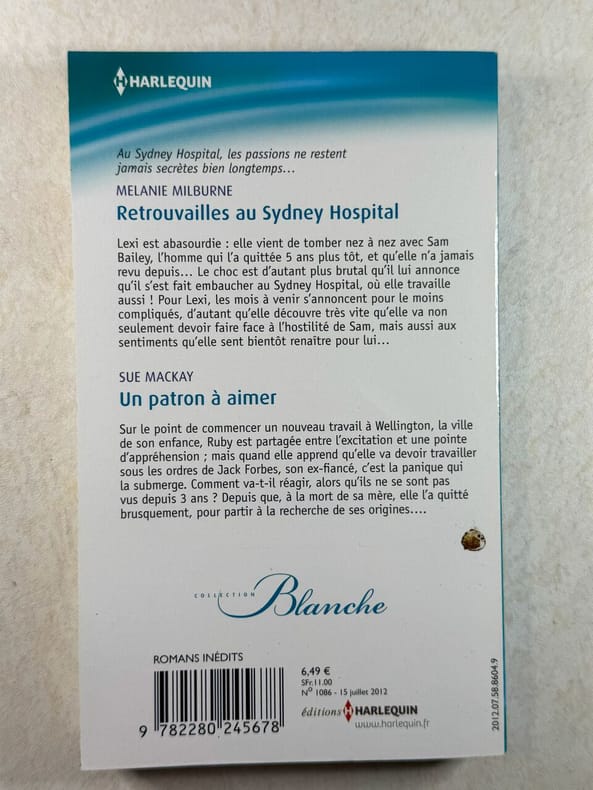 HARLEQUIN
Au Sydney Hospital, les passions ne restent
jamais secrètes bien longtemps…
MELANIE MILBURNE
Retrouvailles au Sydney Hospital
Lexi est abasourdie : elle vient de tomber nez à nez avec Sam
Bailey, l'homme qui l'a quittée 5 ans plus tôt, et qu'elle n'a jamais
revu depuis… Le choc est d'autant plus brutal qu'il lui annonce
qu'il s'est fait embaucher au Sydney Hospital, où elle travaille
aussi ! Pour Lexi, les mois à venir s'annoncent pour le moins
compliqués, d'autant qu'elle découvre très vite qu'elle va non
seulement devoir faire face à l'hostilité de Sam, mais aussi aux
sentiments qu'elle sent bientôt renaître pour lui…
SUE MACKAY
Un patron à aimer
Sur le point de commencer un nouveau travail à Wellington, la ville
de son enfance, Ruby est partagée entre l'excitation et une pointe
d'appréhension ; mais quand elle apprend qu'elle va devoir travailler
sous les ordres de Jack Forbes, son ex-fiancé, c'est la panique qui
la submerge. Comment va-t-il réagir, alors qu'ils ne se sont pas
vus depuis 3 ans ? Depuis que, à la mort de sa mère, elle l'a quitté
brusquement, pour partir à la recherche de ses origines….
COLLECTION
Blanche
ROMANS INÉDITS
9 782280 245678
6,49 €
SFr.11.00
N° 1086 - 15 juillet 2012
éditions HARLEQUIN
www.harlequin.fr
2012.07.58.8604.9